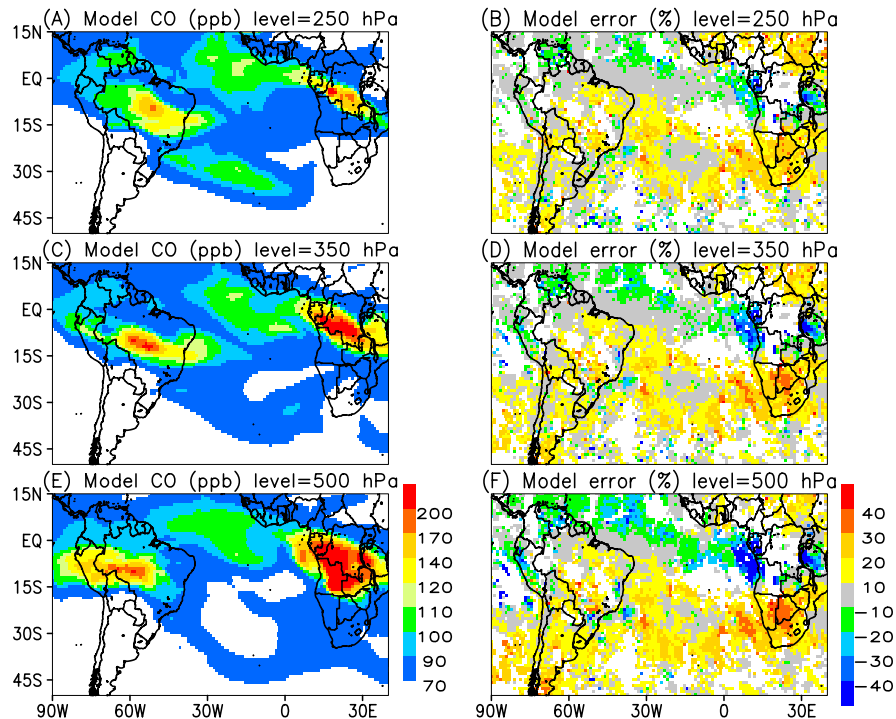 (A) Model CO (ppb) level=250 hPa
(B) Model error (%) level=250 hPa
15N
EQ
15S
30S
45S
(C) Model CO (ppb) level=350 hPa
(D) Model error (%) level=350 hPa
15N
EQ
15S
30S
45S
(E) Model CO (ppb) level=500 hPa
(F) Model error (%) level=500 hPa
15N
EQ
15S
30S
45S
90W 60W 30W 0 30E
200
170
140
120
110
100
90
70
90W 60W 30W 0 30E
40
30
20
10
-10
-20
-30
-40